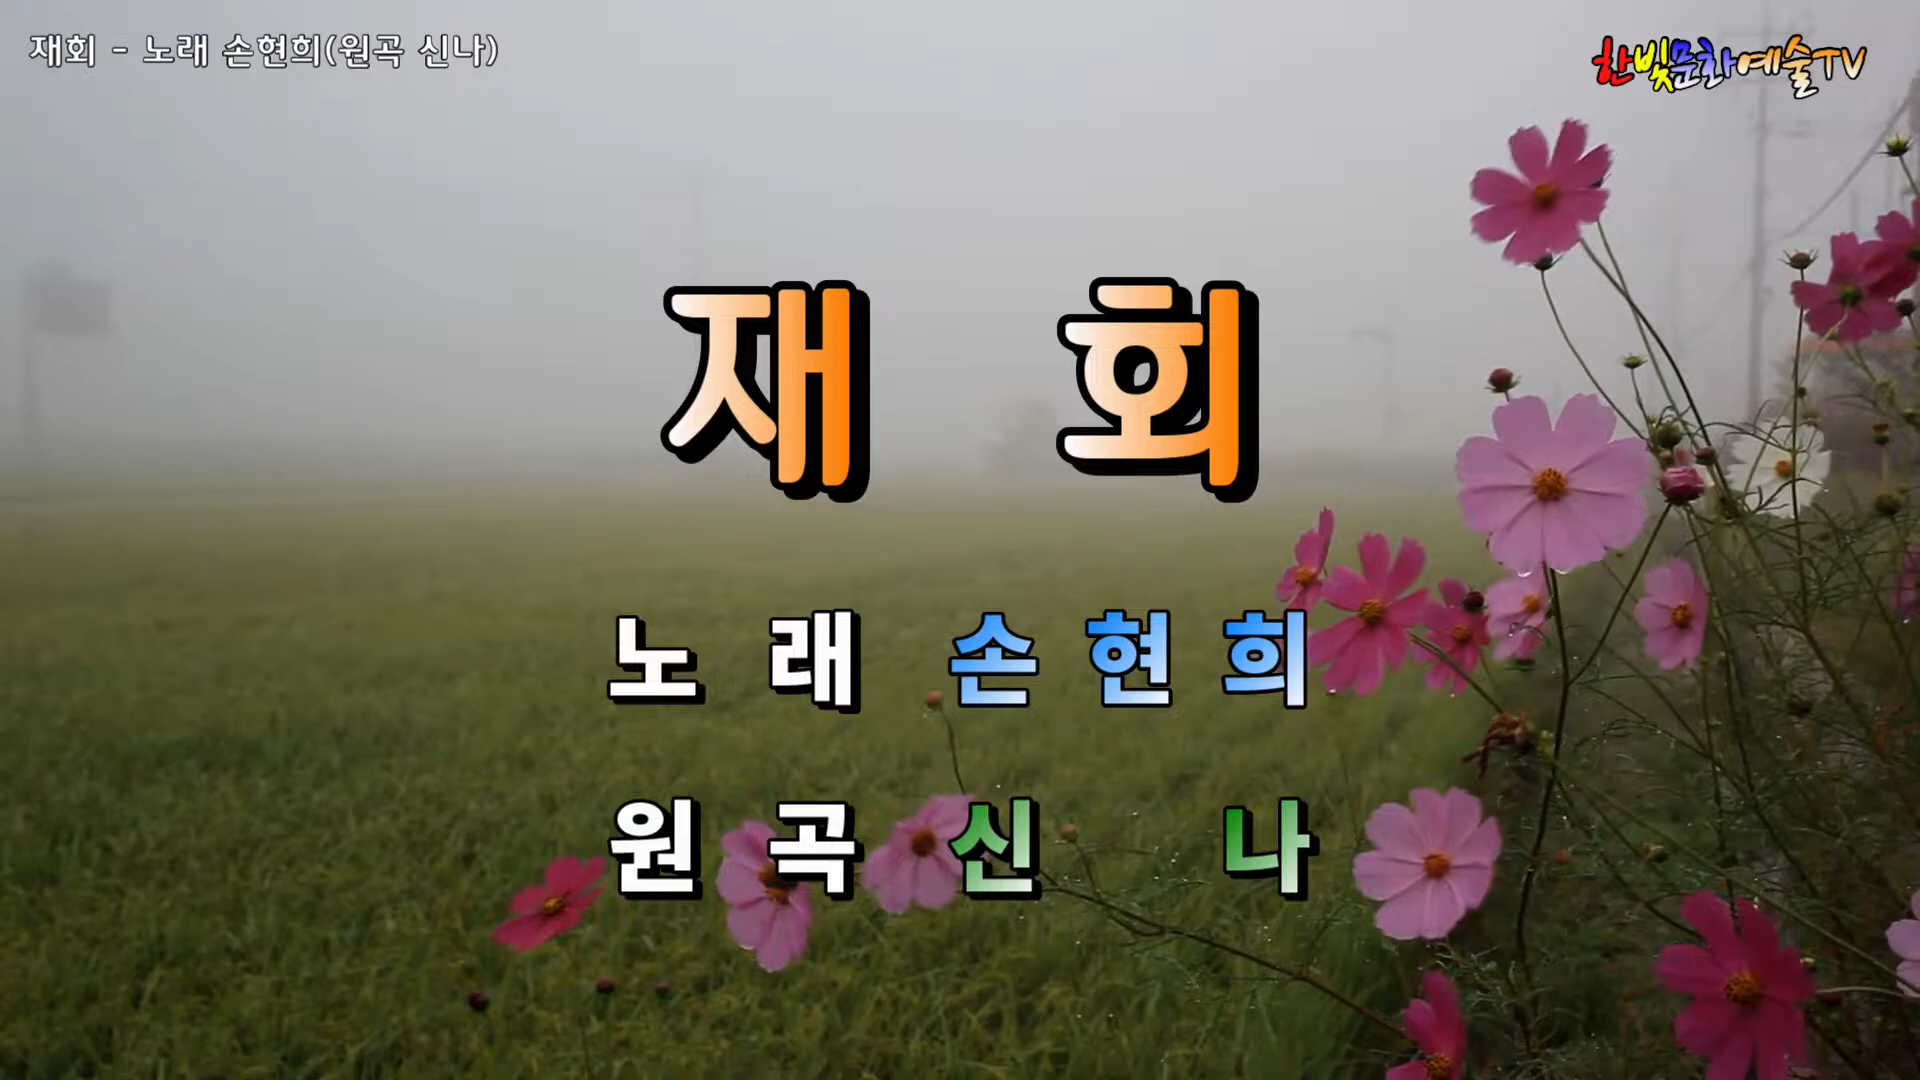 재회 - 노래 손현희(원곡 신나)
한빛문화예술TV
재 회
노 래 손 현 희
원 곡 신 나